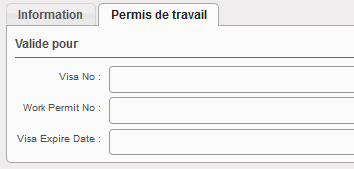 Information Permis de travail
Valide pour
Visa No :
Work Permit No :
Visa Expire Date :